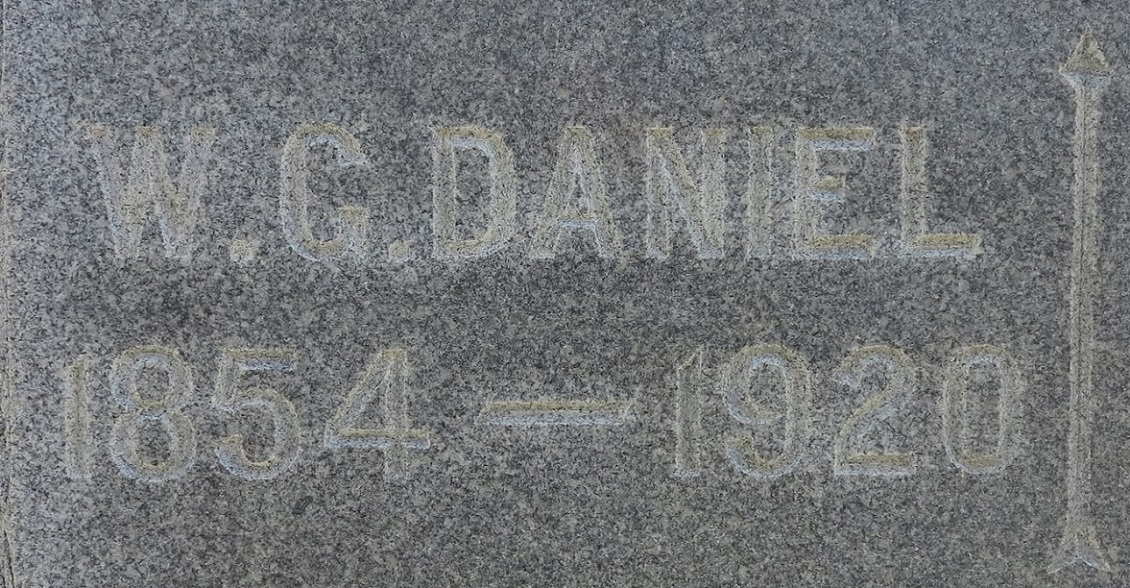 W. G. DANIEL
1854 — 1920